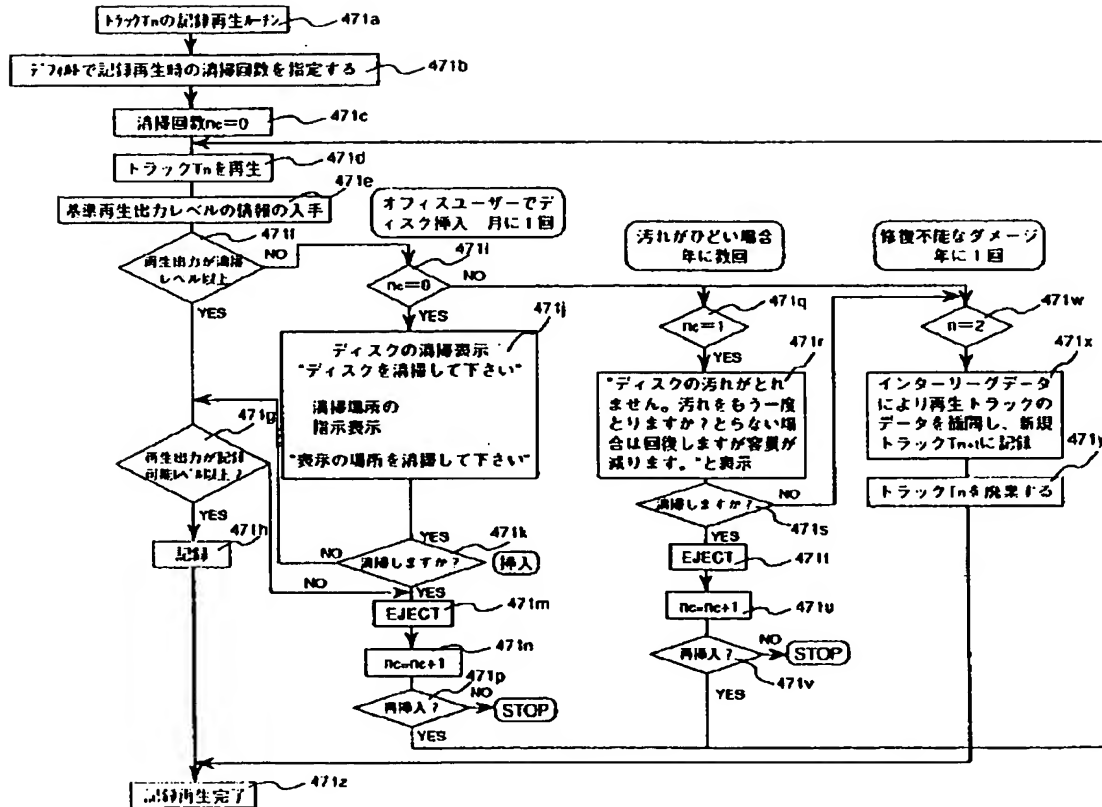 トラックTnの記録再生ルーチン
471a
デフォルトで記録再生時の清掃回数を指定する
471b
清掃回数nc=0
471c
トラックTnを再生
471d
471e
基準再生出力レベルの情報の入手
471f
再生出力が清掃
レベル以上
NO
YES
オフィスユーザーでデ
ィスク挿入 月に1回
471i
nc=0
NO
YES
471j
ディスクの清掃表示
"ディスクを清掃して下さい"
清掃場所の
指示表示
"表示の場所を清掃して下さい"
汚れがひどい場合
年に数回
471q
nc=1
YES
471r
"ディスクの汚れがとれ
ません。汚れをもう一度
とりますか?とらない場
合は回復しますが容量が
減ります。"と表示
修復不能なダメージ
年に1回
471w
n=2
471x
インターリーグデータ
により再生トラックの
データを
し、新規
トラックTn+1に記録
471y
トラックTnを廃棄する
471g
再生出力が記録
可能レベル以上?
YES
NO
471h
記録
YES
471k
清掃しますか?
NO
挿入
YES
EJECT
471m
471n
nc=nc+1
471p
再挿入?
NO
STOP
YES
清掃しますか?
NO
471s
YES
EJECT
471t
nc=nc+1
471u
再挿入?
NO
STOP
471v
YES
記録再生完了
471z